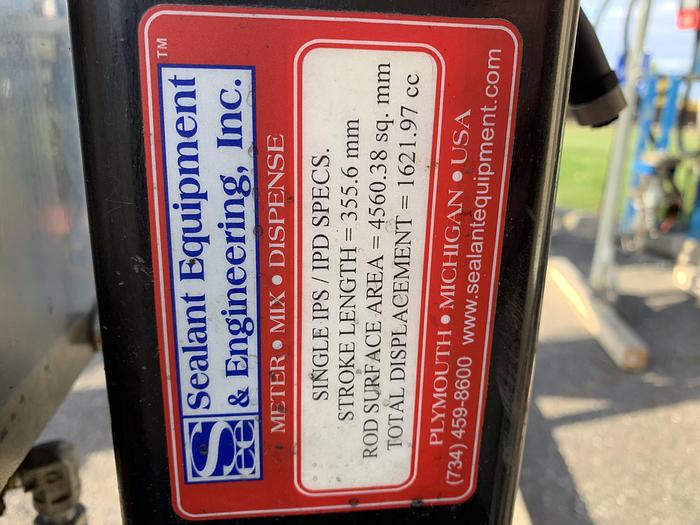 See
Sealant Equipment
& Engineering, Inc.
TM
METER • MIX • DISPENSE
SINGLE IPS / IPD SPECS.
STROKE LENGTH = 355.6 mm
ROD SURFACE AREA = 4560.38 sq. mm
TOTAL DISPLACEMENT = 1621.97 cc
PLYMOUTH • MICHIGAN • USA
(734) 459-8600 www.sealantequipment.com